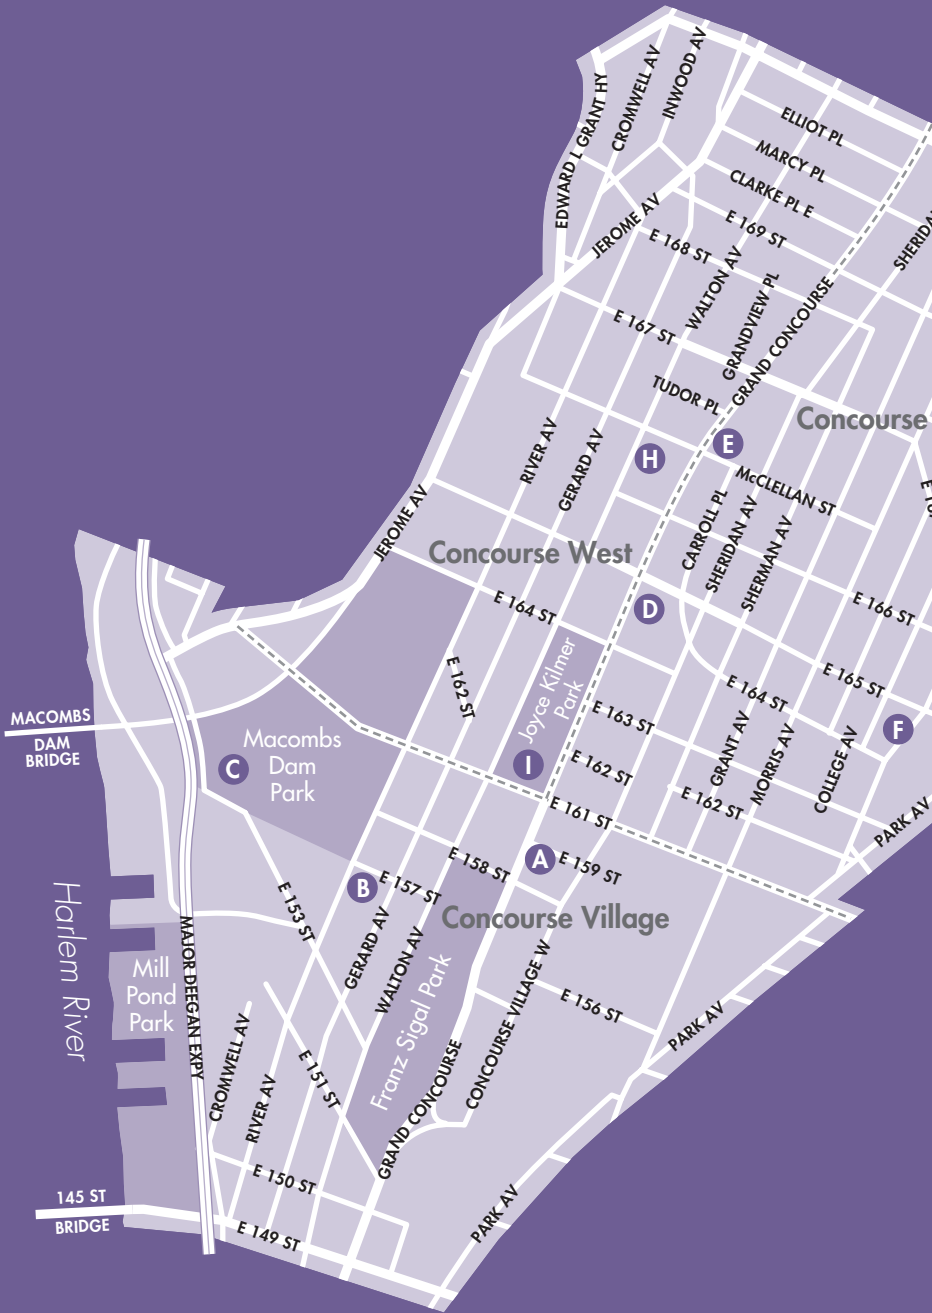 EDWARD L GRANT HY
CROMWELL AV
INWOOD AV
ELLIOT PL
MARCY PL
CLARKE PL E
E 169 ST
JEROME AV
E 168 ST
WALTON AV
GRANDVIEW PL
GRAND CONCOURSE
E 167 ST
TUDOR PL
Concourse
RIVER AV
GERARD AV
H
E
McCLELLAN ST
CARROLL PL
SHERIDAN AV
SHERMAN AV
JEROME AV
Concourse West
E 164 ST
D
E 166 ST
E 162 ST
Joyce Kilmer
Park
E 165 ST
E 164 ST
E 163 ST
GRANT AV
MORRIS AV
COLLEGE AV
F
MACOMBS
DAM
BRIDGE
C
Macombs
Dam
Park
I
E 162 ST
E 162 ST
E 161 ST
PARK AV
A
E 159 ST
E 158 ST
B
E 157 ST
Concourse Village
Harlem River
E 153 ST
GERARD AV
WALTON AV
MAJOR DEEGAN EXPY
Mill
Pond
Park
Franz Sigal Park
CONCOURSE VILLAGE W
E 156 ST
PARK AV
CROMWELL AV
RIVER AV
E 151 ST
GRAND CONCOURSE
E 150 ST
145 ST
BRIDGE
E 149 ST
PARK AV